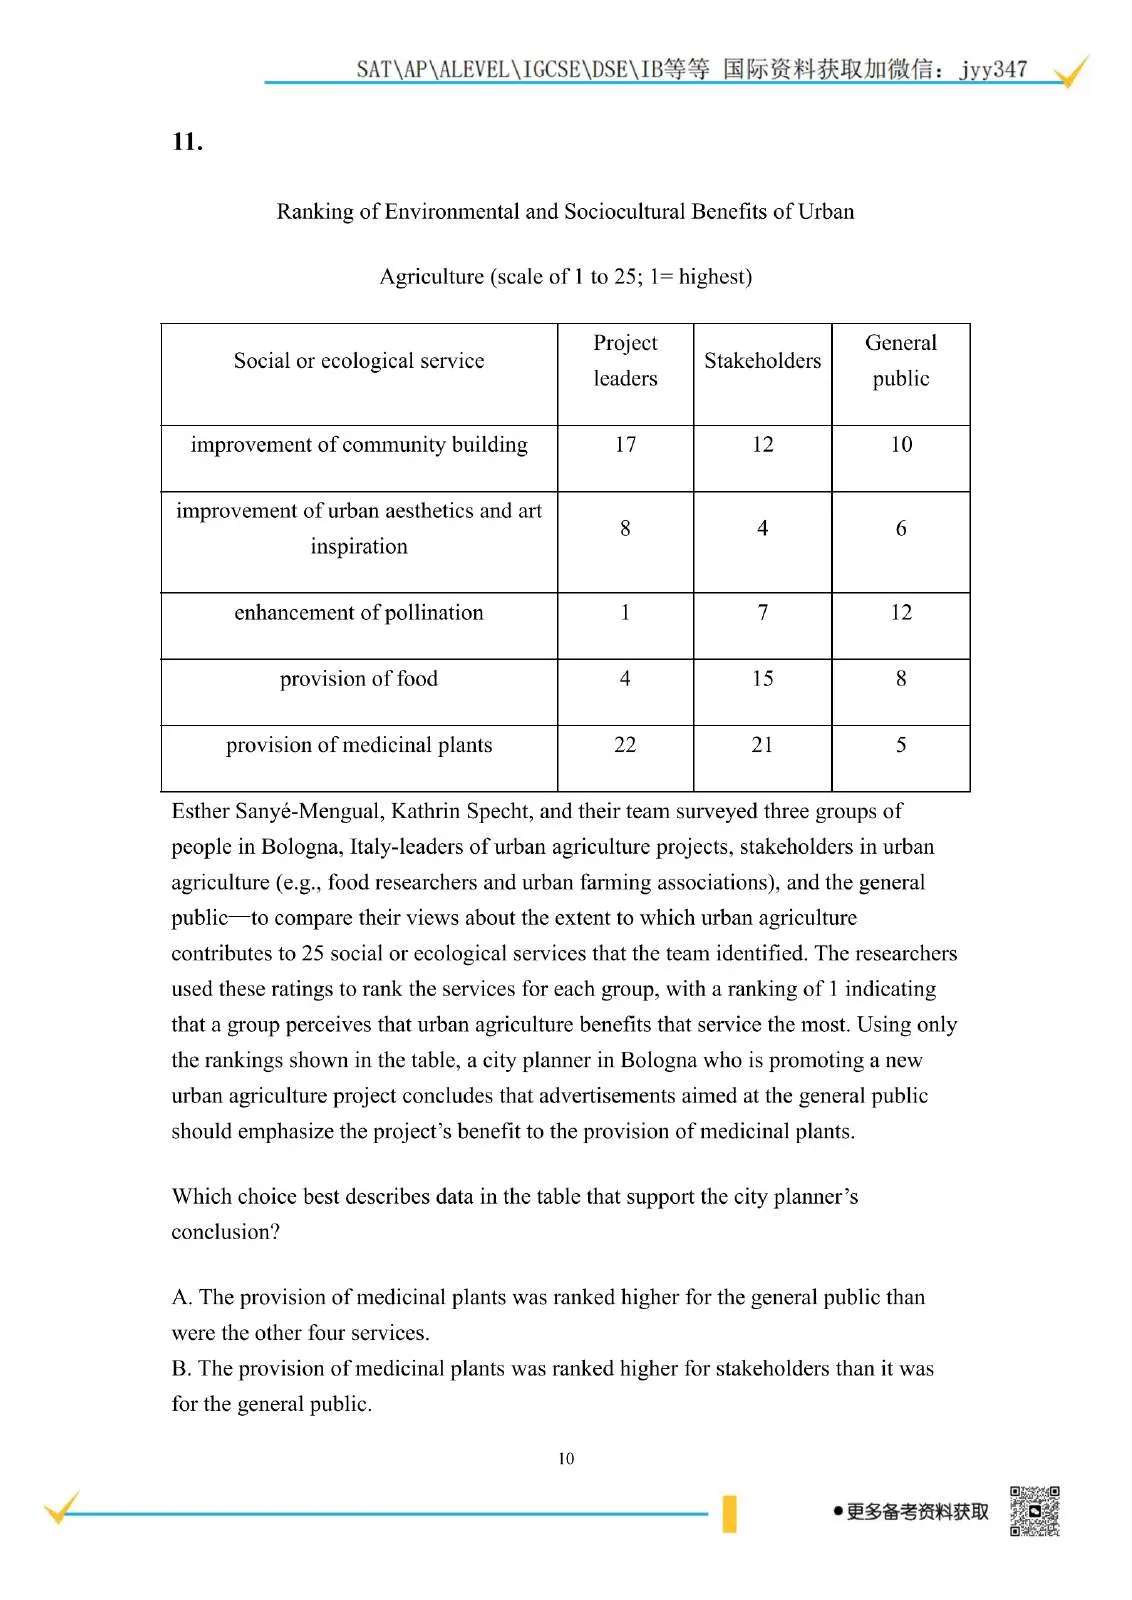 SAT\AP\ALEVEL\IGCSE\DSE\IB等等 国际资料获取加微信：jyy347
11.
Ranking of Environmental and Sociocultural Benefits of Urban
Agriculture (scale of 1 to 25; 1= highest)
Social or ecological service Project leaders Stakeholders General public
improvement of community building 17 12 10
improvement of urban aesthetics and art inspiration 8 4 6
enhancement of pollination 1 7 12
provision of food 4 15 8
provision of medicinal plants 22 21 5
Esther Sanyé-Mengual, Kathrin Specht, and their team surveyed three groups of
people in Bologna, Italy-leaders of urban agriculture projects, stakeholders in urban
agriculture (e.g., food researchers and urban farming associations), and the general
public—to compare their views about the extent to which urban agriculture
contributes to 25 social or ecological services that the team identified. The researchers
used these ratings to rank the services for each group, with a ranking of 1 indicating
that a group perceives that urban agriculture benefits that service the most. Using only
the rankings shown in the table, a city planner in Bologna who is promoting a new
urban agriculture project concludes that advertisements aimed at the general public
should emphasize the project’s benefit to the provision of medicinal plants.
Which choice best describes data in the table that support the city planner’s
conclusion?
A. The provision of medicinal plants was ranked higher for the general public than
were the other four services.
B. The provision of medicinal plants was ranked higher for stakeholders than it was
for the general public.
10
●更多备考资料获取